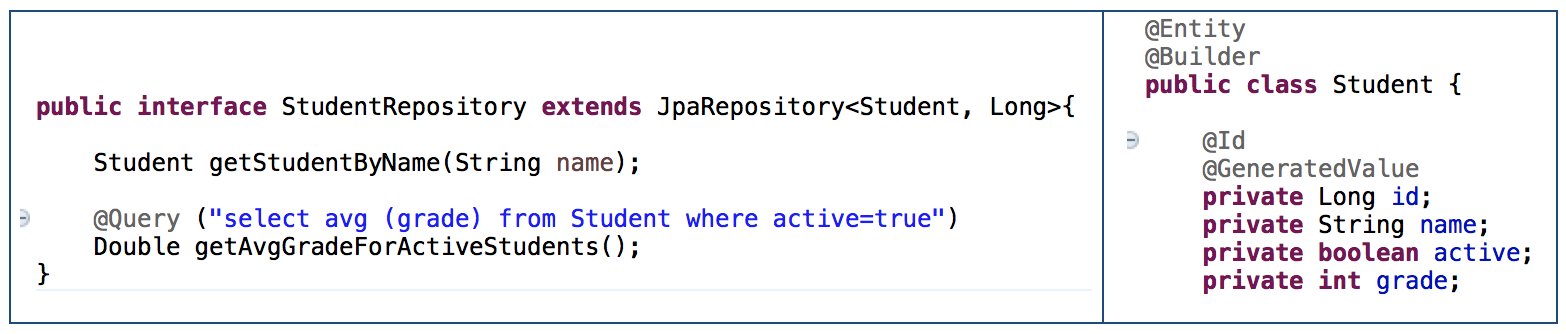 public interface StudentRepository extends JpaRepository<Student, Long>{
Student getStudentByName(String name);
@Query ("select avg (grade) from Student where active=true")
Double getAvgGradeForActiveStudents();
}
@Entity
@Builder
public class Student {
@Id
@GeneratedValue
private Long id;
private String name;
private boolean active;
private int grade;